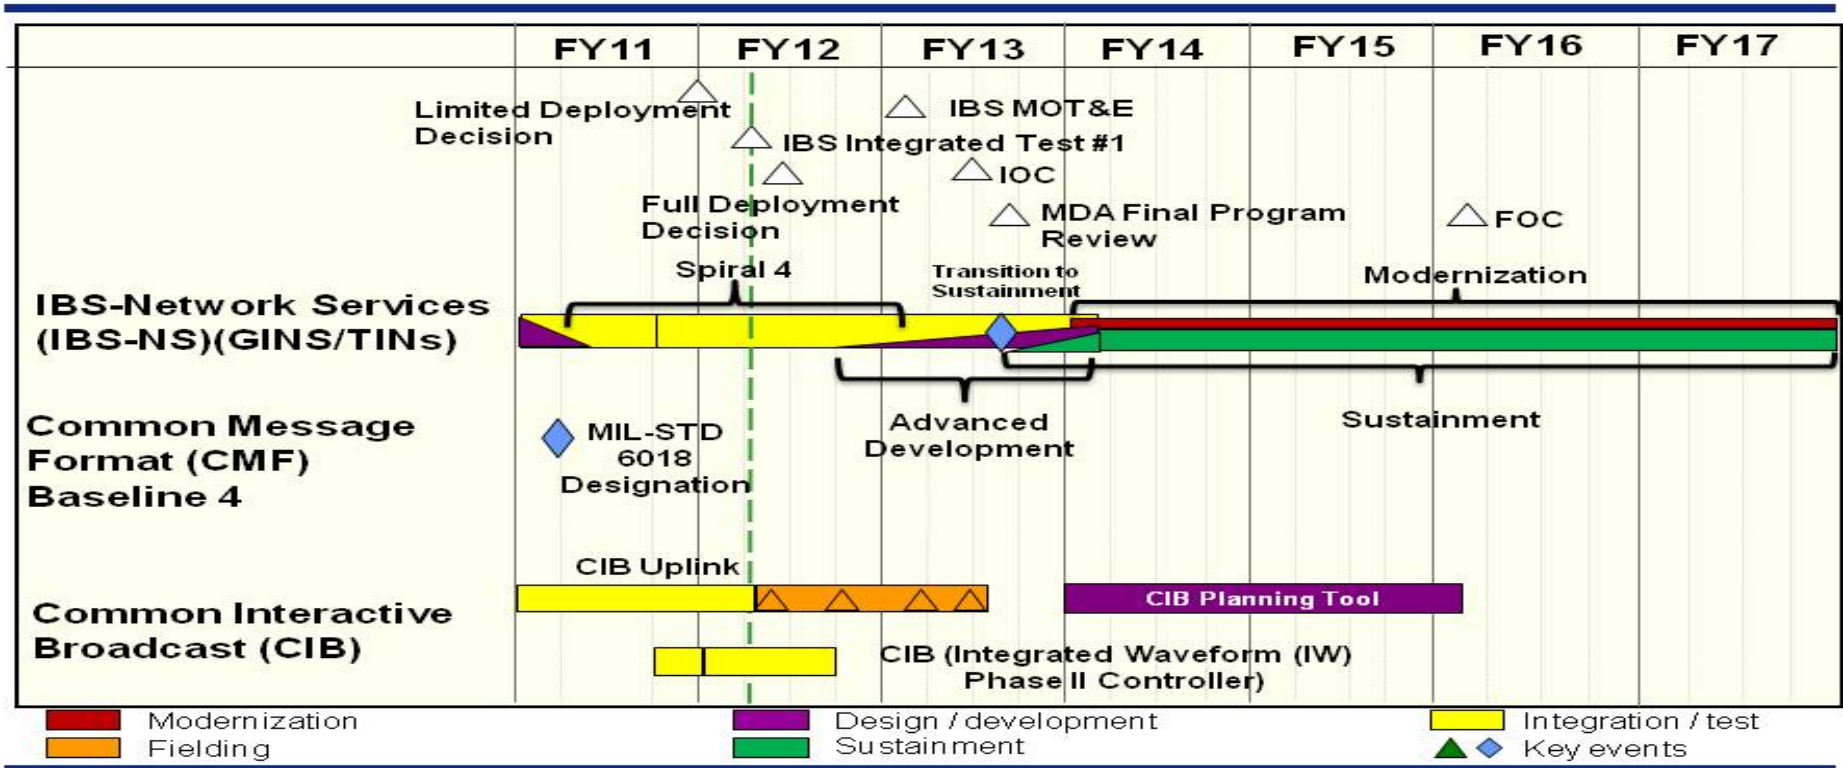 FY11 FY12 FY13 FY14 FY15 FY16 FY17
Limited Deployment
Decision
IBS MOT&E
IBS Integrated Test #1
IOC
Full Deployment
Decision
MDA Final Program
Review
FOC
Spiral 4
Transition to
Sustainment
Modernization
IBS-Network Services
(IBS-NS)(GINS/TINs)
Advanced
Development
Sustainment
Common Message
Format (CMF)
Baseline 4
MIL-STD
6018
Designation
CIB Uplink
CIB Planning Tool
Common Interactive
Broadcast (CIB)
CIB (Integrated Waveform (IW)
Phase II Controller)
Modernization
Design / development
Integration / test
Fielding
Sustainment
Key events